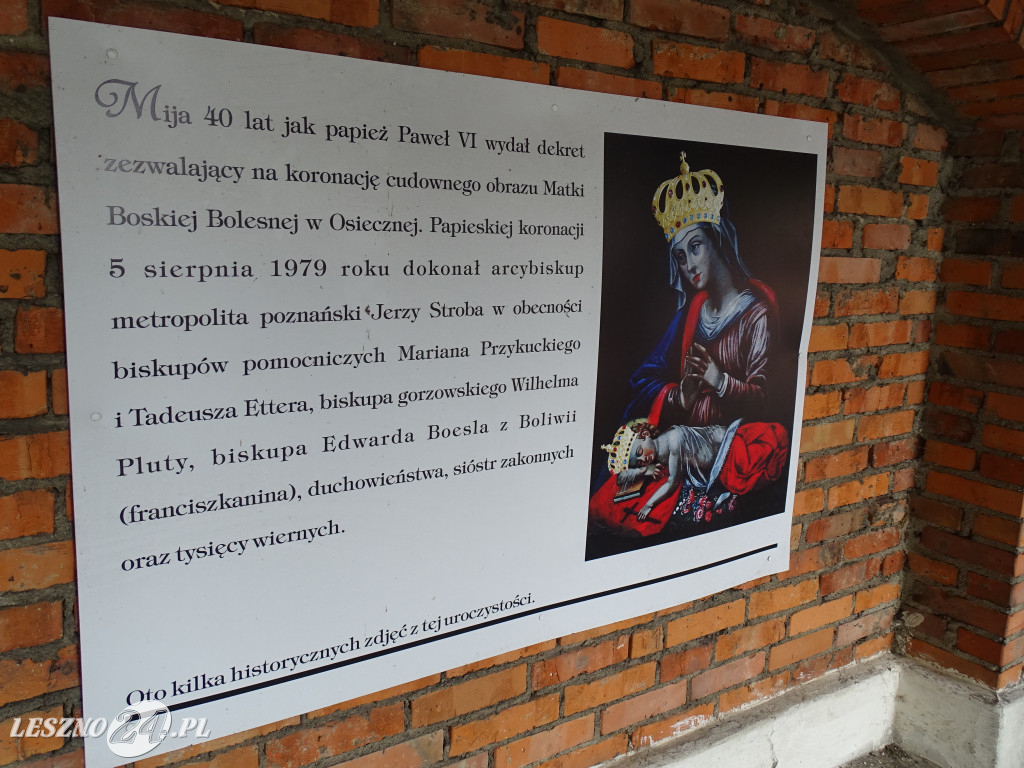 Mija 40 lat jak papież Paweł VI wydał dekret
zezwalający na koronację cudownego obrazu Matki
Boskiej Bolesnej w Osiecznej. Papieskiej koronacji
5 sierpnia 1979 roku dokonał arcybiskup
metropolita poznański Jerzy Stroba w obecności
biskupów pomocniczych Mariana Przykuckiego
i Tadeusza Ettera, biskupa gorzowskiego Wilhelma
Pluty, biskupa Edwarda Boesla z Boliwii
(franciszkanina), duchowieństwa, sióstr zakonnych
oraz tysięcy wiernych.
Oto kilka historycznych zdjęć z tej uroczystości.
LESZNO24.PL